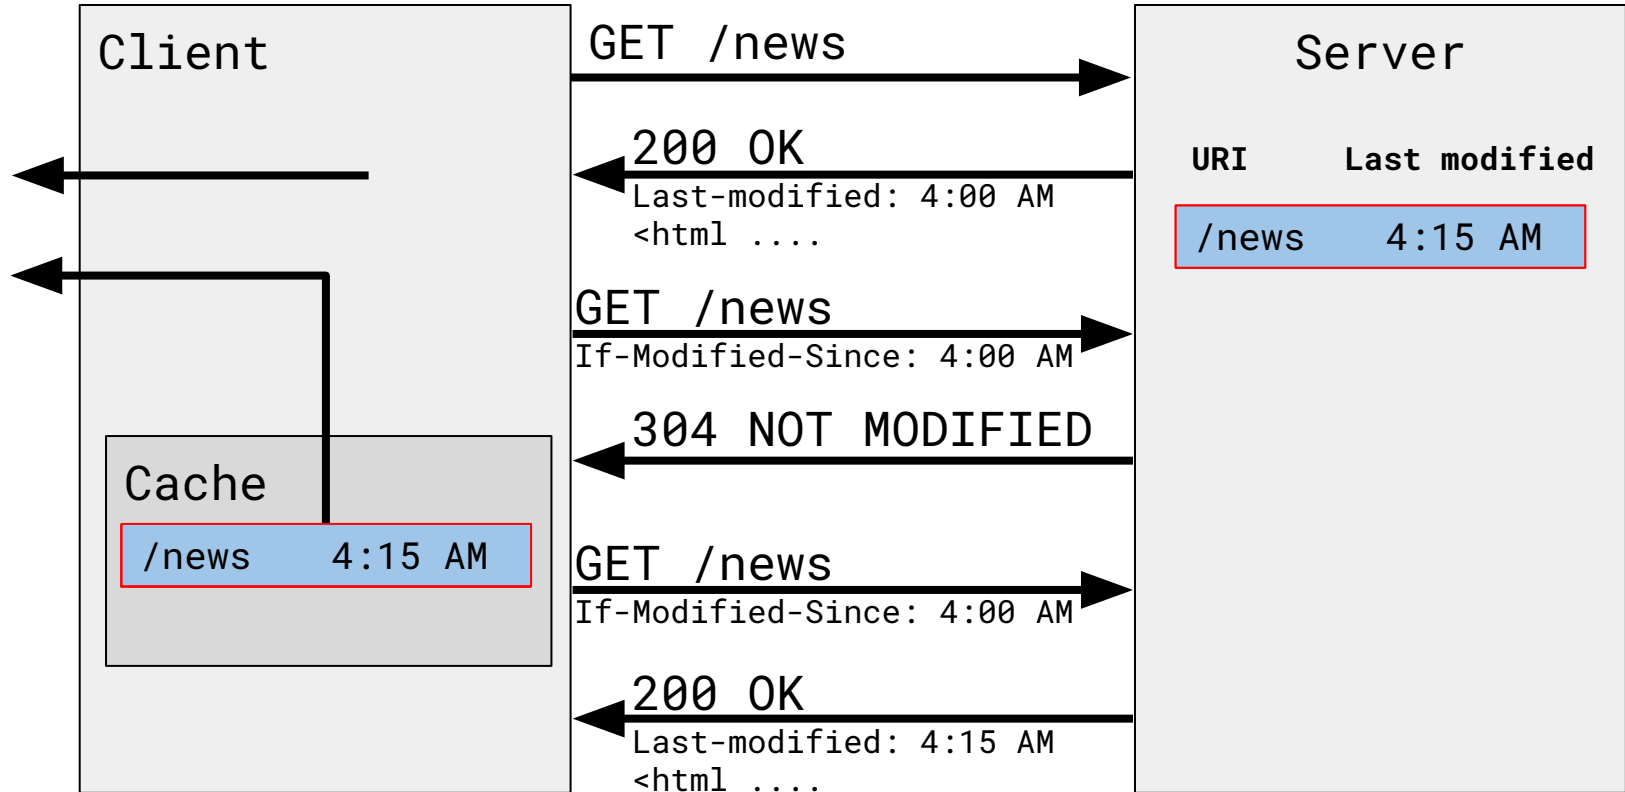 Client
GET /news
Server
200 OK
Last-modified: 4:00 AM
<html ....
URI Last modified
/news 4:15 AM
GET /news
If-Modified-Since: 4:00 AM
304 NOT MODIFIED
Cache
/news 4:15 AM
GET /news
If-Modified-Since: 4:00 AM
200 OK
Last-modified: 4:15 AM
<html ....